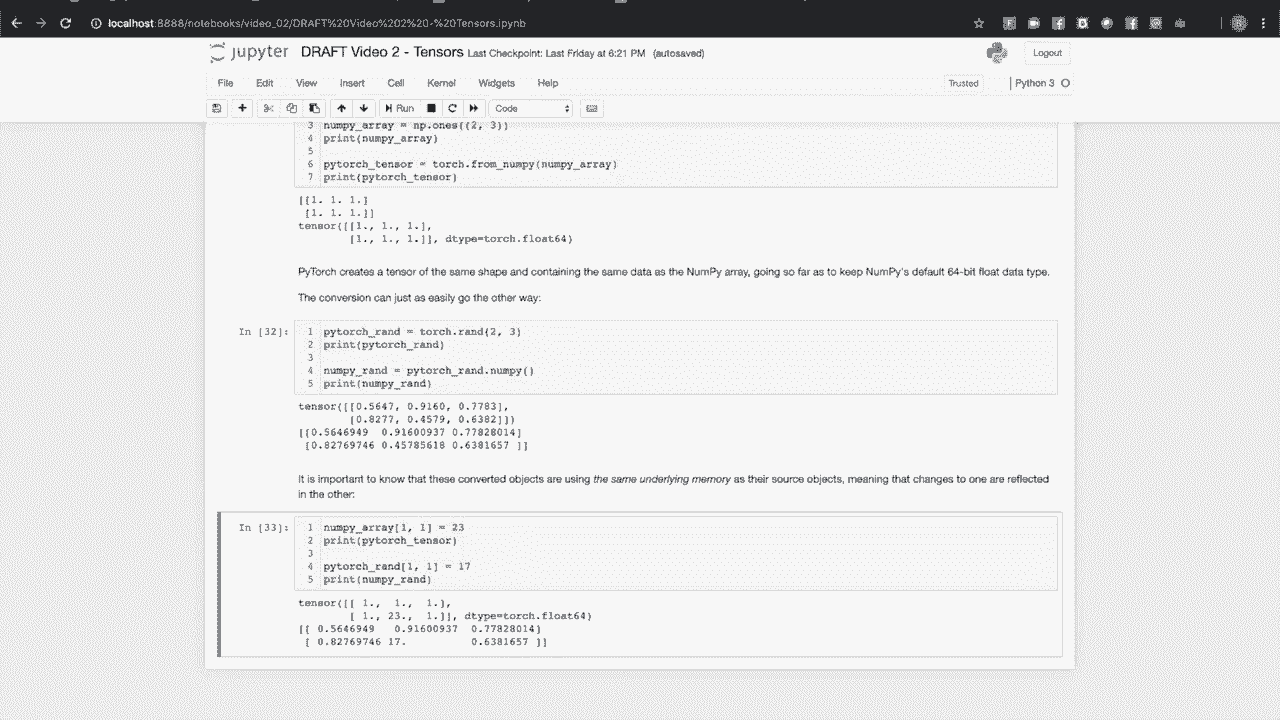 localhost:8888/notebook/video_02/DRAFT%20Video%202%20-%20Tensors.ipynb
jupyter DRAFT Video 2 - Tensors Last Checkpoint: Last Friday at 6:21 PM (autosaved) Logout
File Edit View Insert Cell Kernel Widgets Help Trusted Python 3
Run Code
3 numpy_array = np.ones((2, 3))
4 print(numpy_array)
5
6 pytorch_tensor = torch.from_numpy(numpy_array)
7 print(pytorch_tensor)
[[1. 1. 1.]
[1. 1. 1.]]
tensor([[1., 1., 1.],
[1., 1., 1.]], dtype=torch.float64)
PyTorch creates a tensor of the same shape and containing the same data as the NumPy array, going so far as to keep NumPy's default 64-bit float data type.
The conversion can just as easily go the other way:
In [32]: 1 pytorch_rand = torch.rand(2, 3)
2 print(pytorch_rand)
3
4 numpy_rand = pytorch_rand.numpy()
5 print(numpy_rand)
tensor([[0.5647, 0.9160, 0.7783],
[0.8277, 0.4579, 0.6382]])
[[0.5646949 0.91600937 0.77828014]
[0.82769746 0.45785618 0.6381657 ]]
It is important to know that these converted objects are using the same underlying memory as their source objects, meaning that changes to one are reflected
in the other:
In [33]: 1 numpy_array[1, 1] = 23
2 print(pytorch_tensor)
3
4 pytorch_rand[1, 1] = 17
5 print(numpy_rand)
tensor([[ 1., 1., 1.],
[ 1., 23., 1.]], dtype=torch.float64)
[[ 0.5646949 0.91600937 0.77828014]
[ 0.82769746 17. 0.6381657 ]]